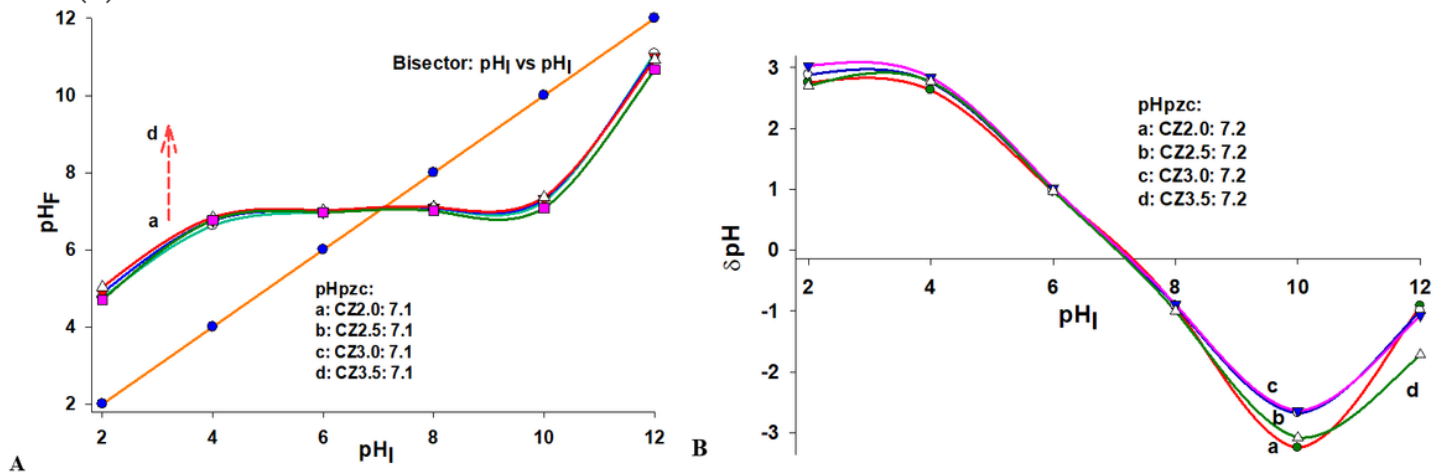 12
10
8
6
4
2
pHF
Bisector: pHI vs pHI
d
a
pHpzc:
a: CZ2.0: 7.1
b: CZ2.5: 7.1
c: CZ3.0: 7.1
d: CZ3.5: 7.1
2 4 6 8 10 12
pHI
A
3
2
1
0
-1
-2
-3
δpH
pHpzc:
a: CZ2.0: 7.2
b: CZ2.5: 7.2
c: CZ3.0: 7.2
d: CZ3.5: 7.2
2 4 6 8 10 12
pHI
c
b
a
d
B